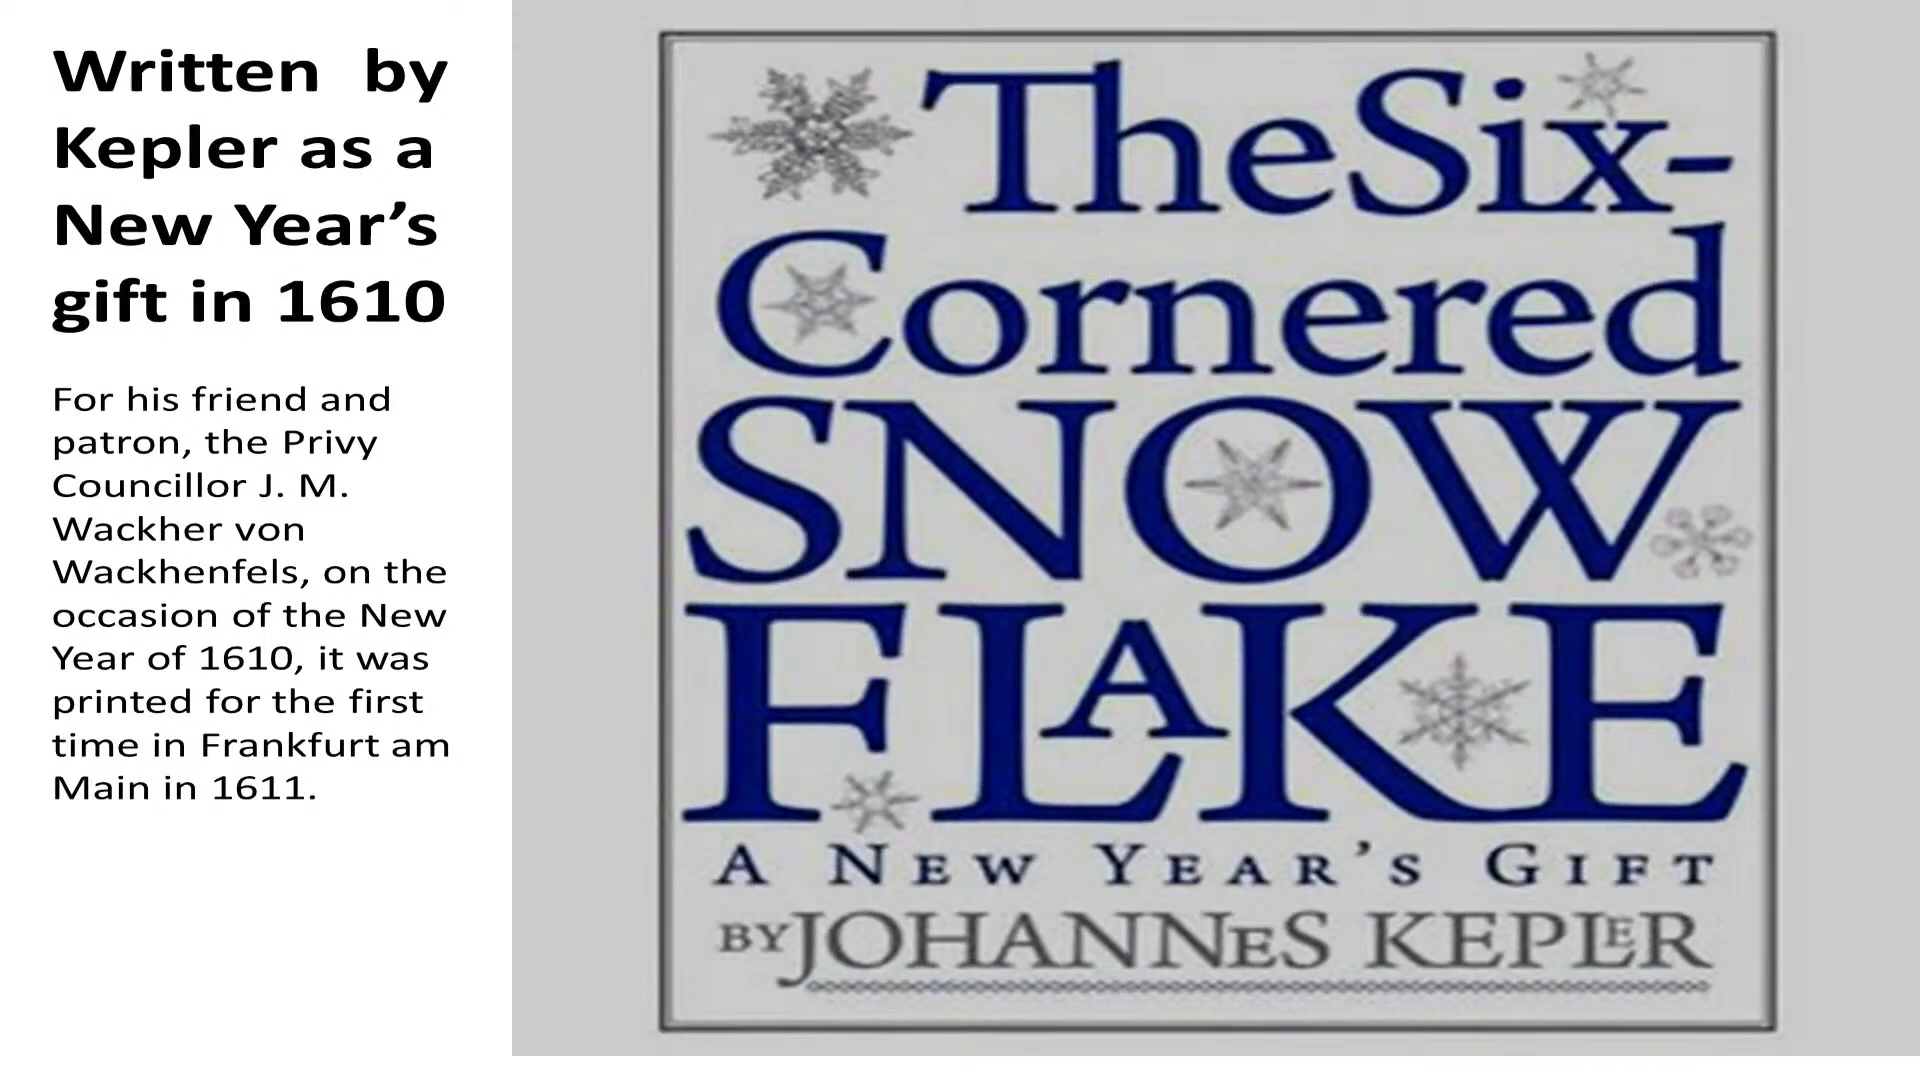 Written by
Kepler as a
New Year’s
gift in 1610
For his friend and
patron, the Privy
Councillor J. M.
Wackher von
Wackhenfels, on the
occasion of the New
Year of 1610, it was
printed for the first
time in Frankfurt am
Main in 1611.
The Six-
Cornered
SNOW
FLAKE
A NEW YEAR’S GIFT
BY JOHANNES KEPLER